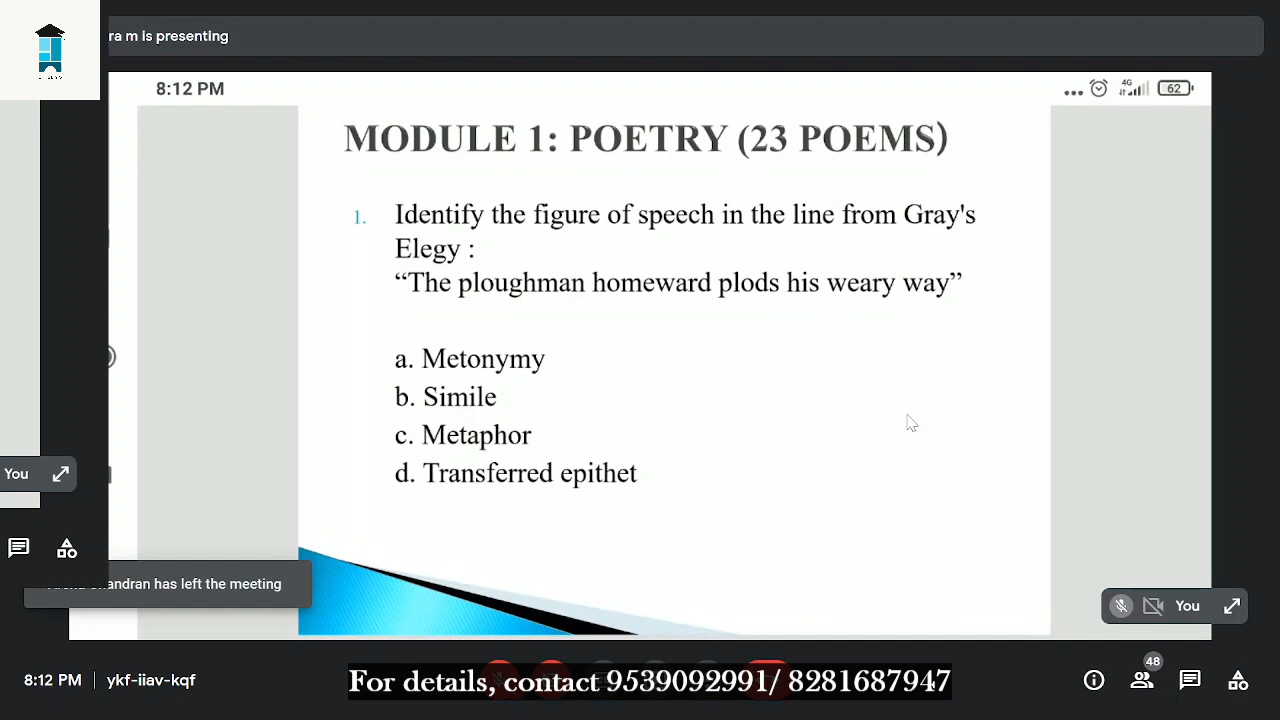 ra m is presenting
8:12 PM
4G
62
MODULE 1: POETRY (23 POEMS)
1. Identify the figure of speech in the line from Gray's
Elegy :
“The ploughman homeward plods his weary way”
a. Metonymy
b. Simile
c. Metaphor
d. Transferred epithet
You
andran has left the meeting
You
48
8:12 PM | ykf-iiav-kqf
For details, contact 9539092991/ 8281687947